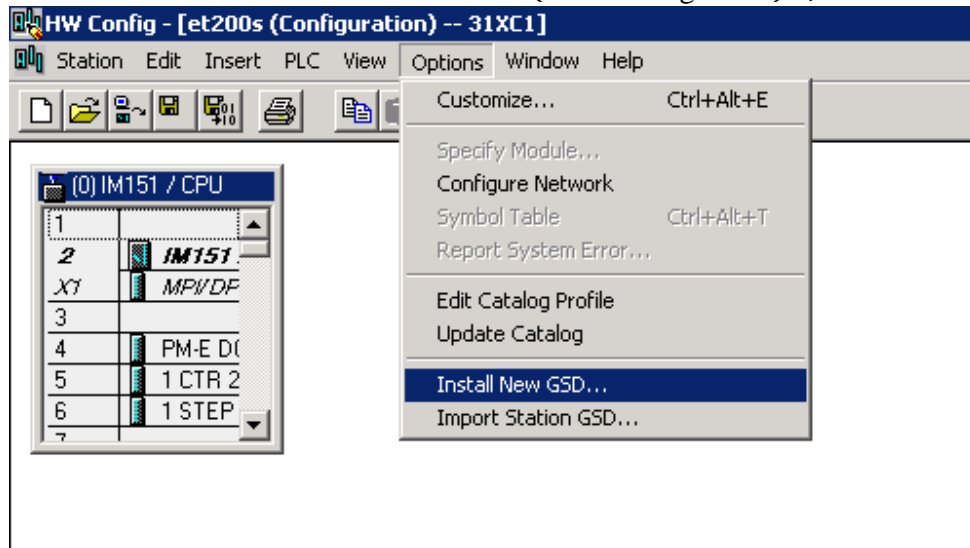 HW Config - [et200s (Configuration) -- 31XC1]
Station Edit Insert PLC View Options Window Help
Customize... Ctrl+Alt+E
Specify Module...
Configure Network
Symbol Table Ctrl+Alt+T
Report System Error...
Edit Catalog Profile
Update Catalog
Install New GSD...
Import Station GSD...
(0) IM151 / CPU
1
2 IM151
X1 MPI/DP
3
4 PM-E D
5 1 CTR 2
6 1 STEP
7